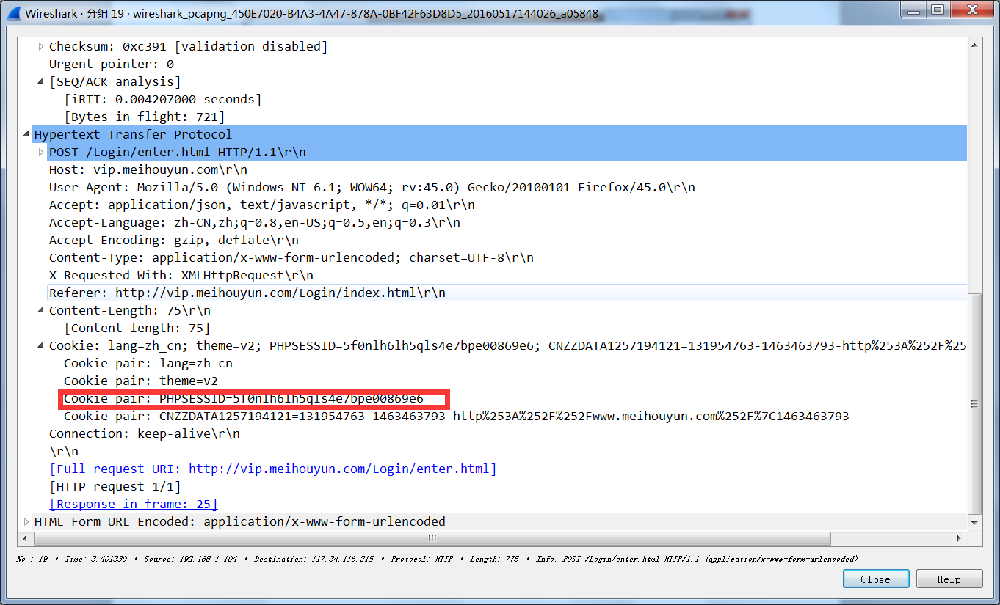 Wireshark · 分组 19 · wireshark_pcapng_450E7020-B4A3-4A47-878A-0BF42F63D8D5_20160517144026_a05848
Checksum: 0xc391 [validation disabled]
Urgent pointer: 0
[SEQ/ACK analysis]
[iRTT: 0.004207000 seconds]
[Bytes in flight: 721]
Hypertext Transfer Protocol
POST /Login/enter.html HTTP/1.1\r\n
Host: vip.meihouyun.com\r\n
User-Agent: Mozilla/5.0 (Windows NT 6.1; WOW64; rv:45.0) Gecko/20100101 Firefox/45.0\r\n
Accept: application/json, text/javascript, */*; q=0.01\r\n
Accept-Language: zh-CN,zh;q=0.8,en-US;q=0.5,en;q=0.3\r\n
Accept-Encoding: gzip, deflate\r\n
Content-Type: application/x-www-form-urlencoded; charset=UTF-8\r\n
X-Requested-With: XMLHttpRequest\r\n
Referer: http://vip.meihouyun.com/Login/index.html\r\n
Content-Length: 75\r\n
[Content length: 75]
Cookie: lang=zh_cn; theme=v2; PHPSESSID=5f0nlh6lh5qls4e7bpe00869e6; CNZZDATA1257194121=131954763-1463463793-http%253A%252F%25
Cookie pair: lang=zh_cn
Cookie pair: theme=v2
Cookie pair: PHPSESSID=5f0nlh6lh5qls4e7bpe00869e6
Cookie pair: CNZZDATA1257194121=131954763-1463463793-http%253A%252F%252Fwww.meihouyun.com%252F%7C1463463793
Connection: keep-alive\r\n
\r\n
[Full request URI: http://vip.meihouyun.com/Login/enter.html]
[HTTP request 1/1]
[Response in frame: 25]
HTML Form URL Encoded: application/x-www-form-urlencoded
No.: 19 · Time: 3.401330 · Source: 192.168.1.104 · Destination: 117.34.116.215 · Protocol: HTTP · Length: 775 · Info: POST /Login/enter.html HTTP/1.1 (application/x-www-form-urlencoded)
Close
Help